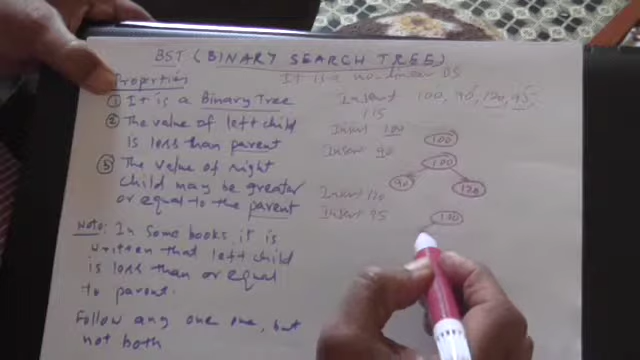 BST (BINARY SEARCH TREE)
It is a non linear DS
Properties
① It is a Binary Tree
② The value of left child
is less than parent
③ The value of right
child may be greater
or equal to the parent
Note: In some books, it is
written that left child
is less than or equal
to parent.
Follow any one one, but
not both
Insert 100, 90, 120, 95,
115
Insert 100
100
Insert 90
100
90
120
Insert 120
Insert 95
100